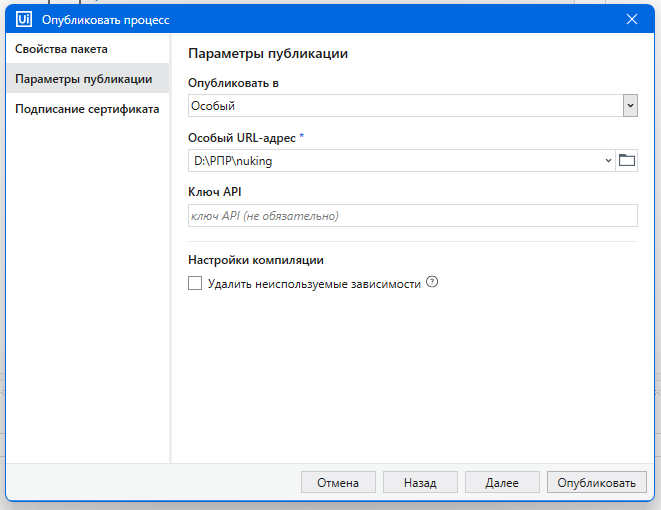 Ui Опубликовать процесс
Свойства пакета
Параметры публикации
Подписание сертификата
Параметры публикации
Опубликовать в
Особый
Особый URL-адрес *
D:\РПР\nuking
Ключ API
ключ API (не обязательно)
Настройки компиляции
Удалить неиспользуемые зависимости ?
Отмена Назад Далее Опубликовать